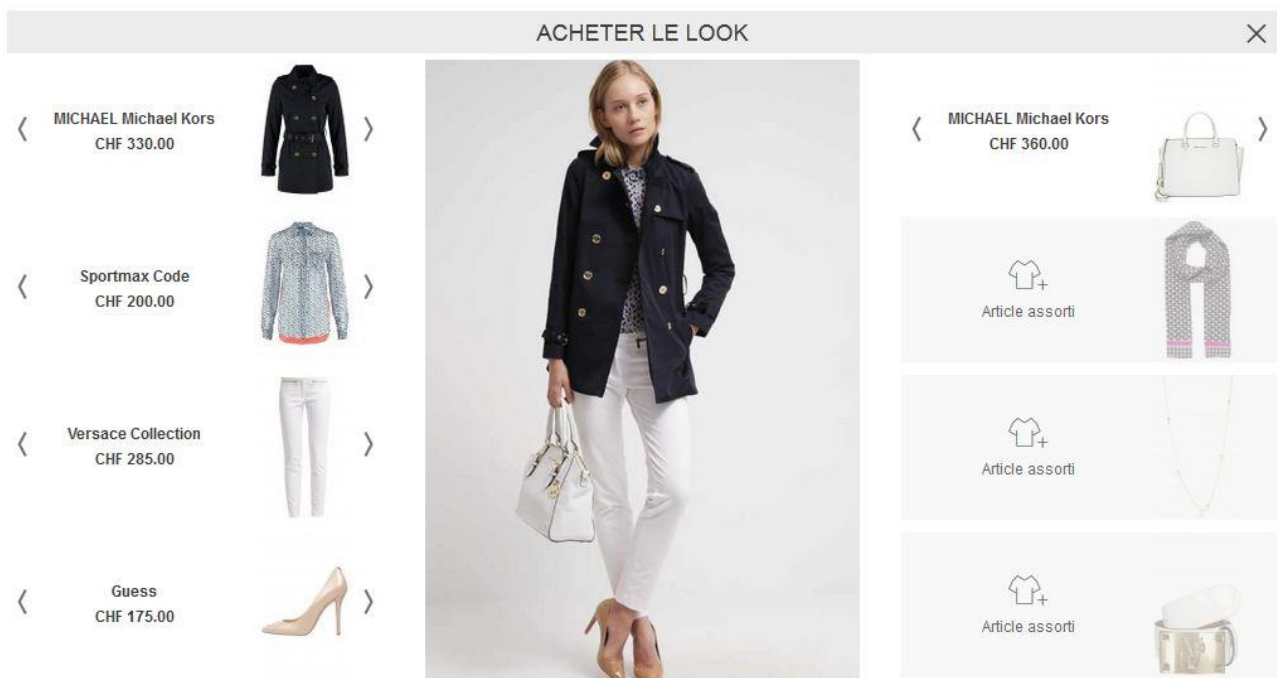 ACHETER LE LOOK
MICHAEL Michael Kors
CHF 330.00
Sportmax Code
CHF 200.00
Versace Collection
CHF 285.00
Guess
CHF 175.00
MICHAEL Michael Kors
CHF 360.00
Article assorti
Article assorti
Article assorti